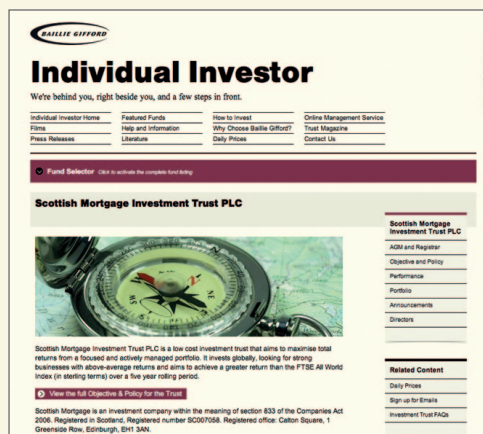 BAILLIE GIFFORD
Individual Investor
We're behind you, right beside you, and a few steps in front.
Individual Investor Home Featured Funds How to Invest Online Management Service
Films Help and Information Why Choose Baillie Gifford? Trust Magazine
Press Releases Literature Daily Prices Contact Us
Fund Selector Click to activate the complete fund listing
Scottish Mortgage Investment Trust PLC
Scottish Mortgage Investment Trust PLC is a low cost investment trust that aims to maximise total
returns from a focused and actively managed portfolio. It invests globally, looking for strong
businesses with above-average returns and aims to achieve a greater return than the FTSE All World
Index (in sterling terms) over a five year rolling period.
View the full Objective & Policy for the Trust
Scottish Mortgage is an investment company within the meaning of section 833 of the Companies Act
2006. Registered in Scotland, Registered number SC007058. Registered office: Calton Square, 1
Greenside Row, Edinburgh, EH1 3AN.
Scottish Mortgage
Investment Trust PLC
AGM and Registrar
Objective and Policy
Performance
Portfolio
Announcements
Directors
Related Content
Daily Prices
Sign up for Emails
Investment Trust FAQs